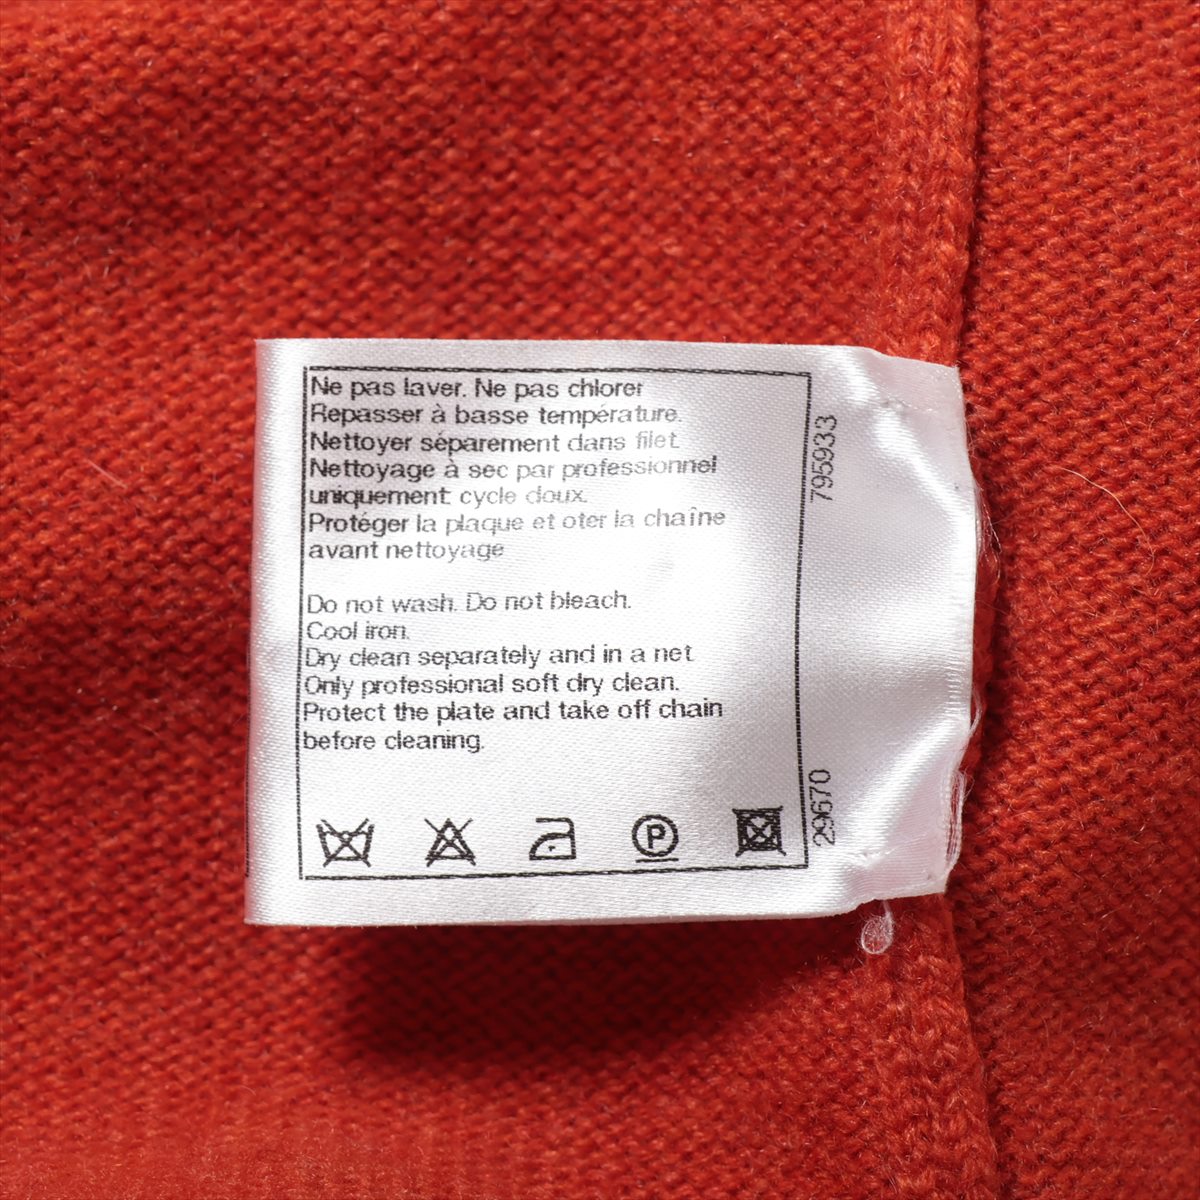 Ne pas laver. Ne pas chlorer
Repasser à basse température.
Nettoyer séparement dans filet.
Nettoyage à sec par professionnel
uniquement: cycle doux.
Protéger la plaque et oter la chaîne
avant nettoyage
Do not wash. Do not bleach.
Cool iron.
Dry clean separately and in a net.
Only professional soft dry clean.
Protect the plate and take off chain
before cleaning.
P
795933
29670